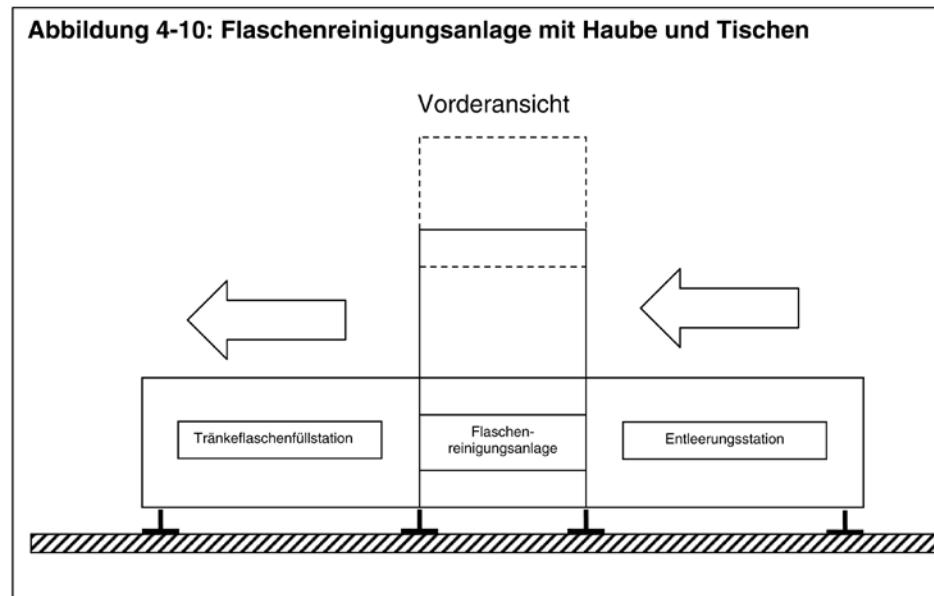 Abbildung 4-10: Flaschenreinigungsanlage mit Haube und Tischen
Vorderansicht
Tränkeflaschenfüllstation
Flaschen-
reinigungsanlage
Entleerungsstation